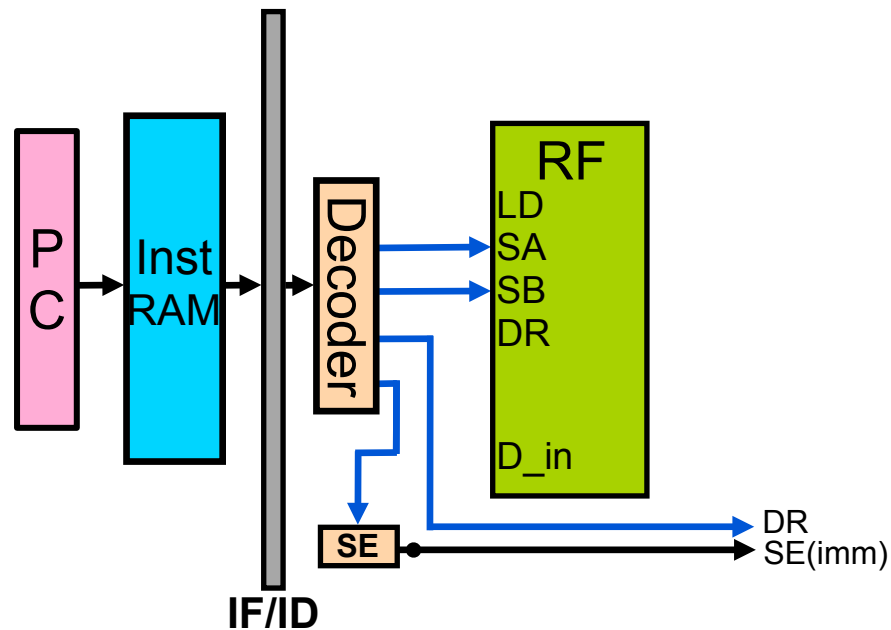 P
C
Inst
RAM
IF/ID
Decoder
SE
RF
LD
SA
SB
DR
D_in
DR
SE(imm)